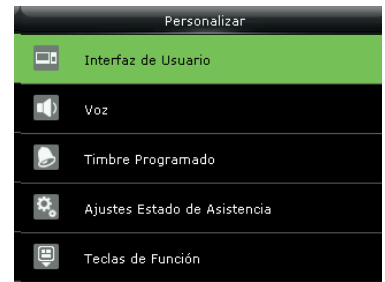 Personalizar
Interfaz de Usuario
Voz
Timbre Programado
Ajustes Estado de Asistencia
Teclas de Función